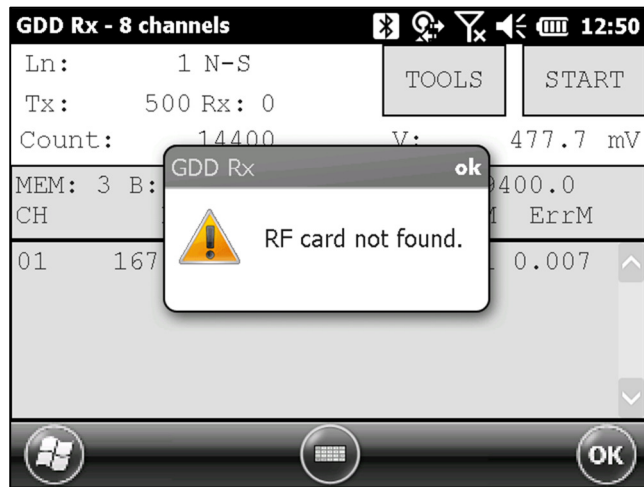 GDD Rx - 8 channels 12:50
Ln: 1 N-S TOOLS START
Tx: 500 Rx: 0
Count: 14400 V: 477.7 mV
GDD Rx ok
MEM: 3 B: 9400.0
CH ErrM
RF card not found.
01 167 0.007
OK